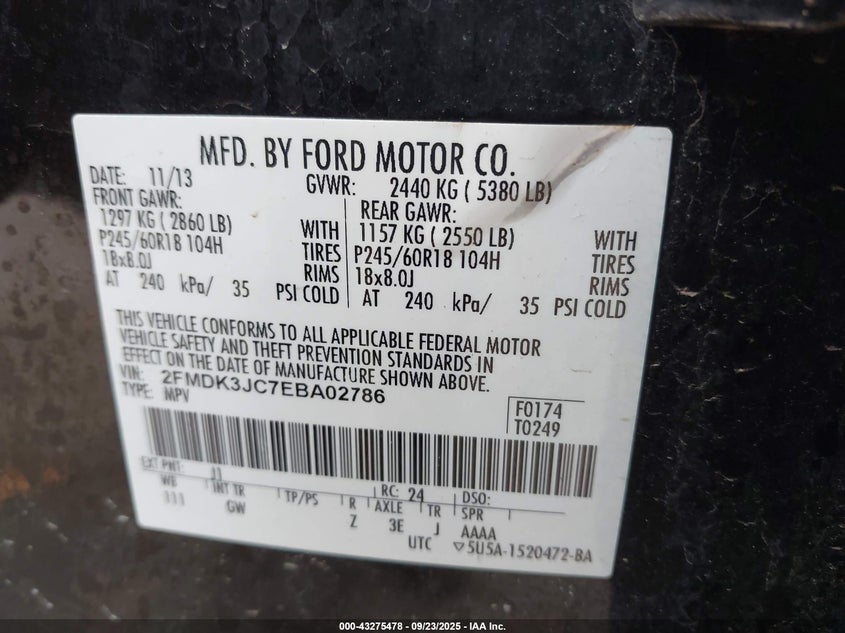 MFD. BY FORD MOTOR CO.
DATE: 11/13 GVWR: 2440 KG ( 5380 LB)
FRONT GAWR: REAR GAWR:
1297 KG ( 2860 LB) WITH 1157 KG ( 2550 LB) WITH
P245/60R18 104H TIRES P245/60R18 104H TIRES
18x8.0J RIMS 18x8.0J RIMS
AT 240 kPa/ 35 PSI COLD AT 240 kPa/ 35 PSI COLD
THIS VEHICLE CONFORMS TO ALL APPLICABLE FEDERAL MOTOR
VEHICLE SAFETY AND THEFT PREVENTION STANDARDS IN
EFFECT ON THE DATE OF MANUFACTURE SHOWN ABOVE.
VIN: 2FMDK3JC7EBA02786
TYPE: MPV
F0174
T0249
EXT PNT: RC: 24 DSO:
WB INT TR TP/PS R AXLE TR SPR
GW Z 3E J AAAA
UTC ▽5U5A-1520472-BA
000-43275478 - 09/23/2025 - IAA Inc.